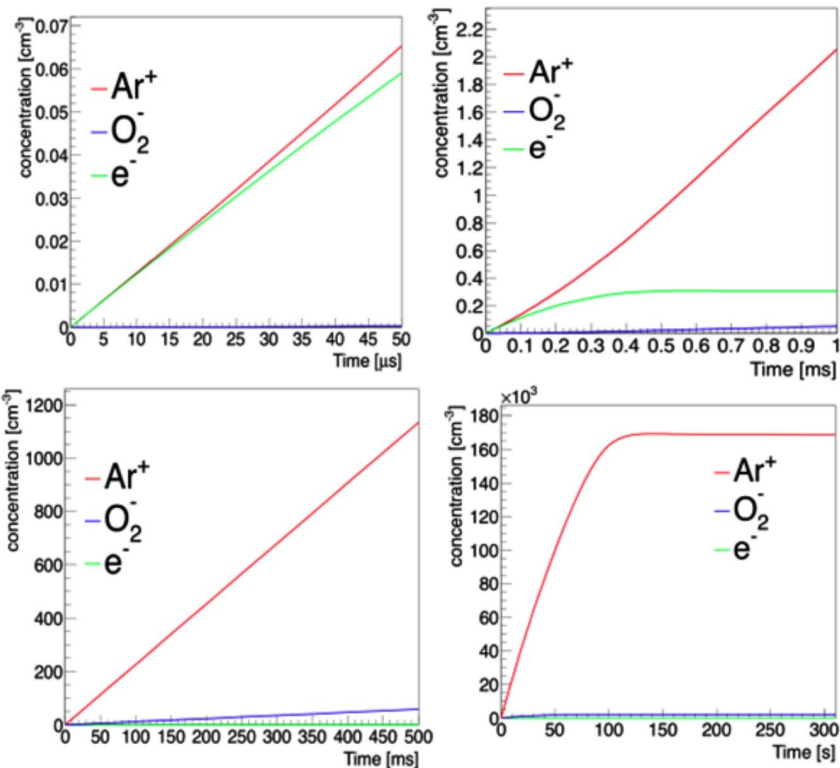 concentration [cm⁻³]
0.07
0.06
0.05
0.04
0.03
0.02
0.01
0
Ar⁺
O₂⁻
e⁻
0 5 10 15 20 25 30 35 40 45 50
Time [μs]
concentration [cm⁻³]
2.2
2
1.8
1.6
1.4
1.2
1
0.8
0.6
0.4
0.2
0
Ar⁺
O₂⁻
e⁻
0 0.1 0.2 0.3 0.4 0.5 0.6 0.7 0.8 0.9 1
Time [ms]
concentration [cm⁻³]
1200
1000
800
600
400
200
0
Ar⁺
O₂⁻
e⁻
0 50 100 150 200 250 300 350 400 450 500
Time [ms]
×10³
concentration [cm⁻³]
180
160
140
120
100
80
60
40
20
0
Ar⁺
O₂⁻
e⁻
0 50 100 150 200 250 300
Time [s]